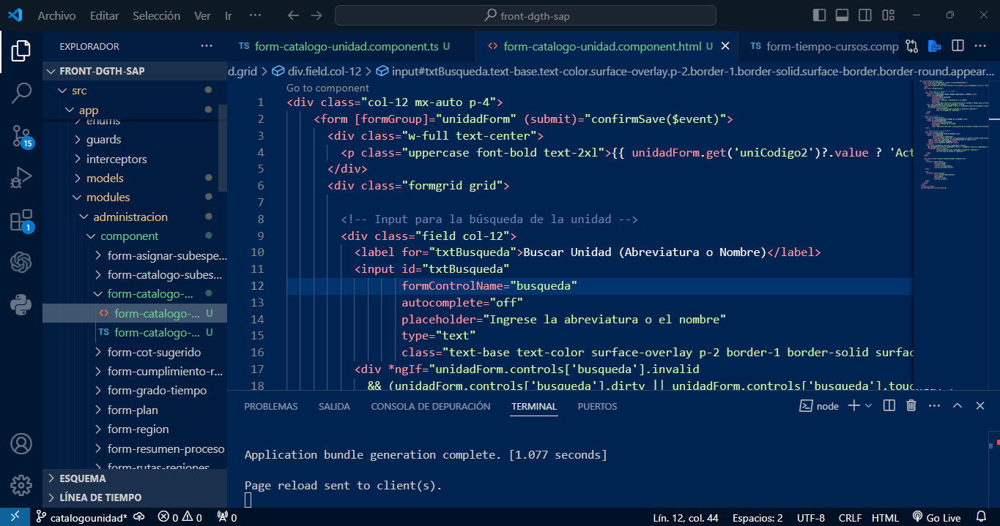 Archivo Editar Selección Ver Ir ··· front-dgth-sap
EXPLORADOR ···
FRONT-DGTH-SAP
src
app
enums
guards
interceptors
models
modules
administracion
component
form-asignar-subespe...
form-catalogo-subes...
form-catalogo-...
form-catalogo-... U
TS form-catalogo-... U
form-cot-sugerido
form-cumplimiento-r...
form-grado-tiempo
form-plan
form-region
form-resumen-proceso
form-rutas-regiones
ESQUEMA
LÍNEA DE TIEMPO
15
1
TS form-catalogo-unidad.component.ts U
form-catalogo-unidad.component.html U
TS form-tiempo-cursos.comp
d.grid > div.field.col-12 > input#txtBusqueda.text-base.text-color.surface-overlay.p-2.border-1.border-solid.surface-border.border-round.appear...
Go to component
1 <div class="col-12 mx-auto p-4">
2 <form [formGroup]="unidadForm" (submit)="confirmSave($event)">
3 <div class="w-full text-center">
4 <p class="uppercase font-bold text-2xl">{{ unidadForm.get('uniCodigo2')?.value ? 'Act
5 </div>
6 <div class="formgrid grid">
7
8 <!-- Input para la búsqueda de la unidad -->
9 <div class="field col-12">
10 <label for="txtBusqueda">Buscar Unidad (Abreviatura o Nombre)</label>
11 <input id="txtBusqueda"
12 formControlName="busqueda"
13 autocomplete="off"
14 placeholder="Ingrese la abreviatura o el nombre"
15 type="text"
16 class="text-base text-color surface-overlay p-2 border-1 border-solid surfac
17 <div *ngIf="unidadForm.controls['busqueda'].invalid
18 && (unidadForm.controls['busqueda'].dirty || unidadForm.controls['busqueda'].touched)
PROBLEMAS SALIDA CONSOLA DE DEPURACIÓN TERMINAL PUERTOS
node
Application bundle generation complete. [1.077 seconds]
Page reload sent to client(s).
catalogounidad* 0 0 0
Lín. 12, col. 44 Espacios: 2 UTF-8 CRLF HTML Go Live